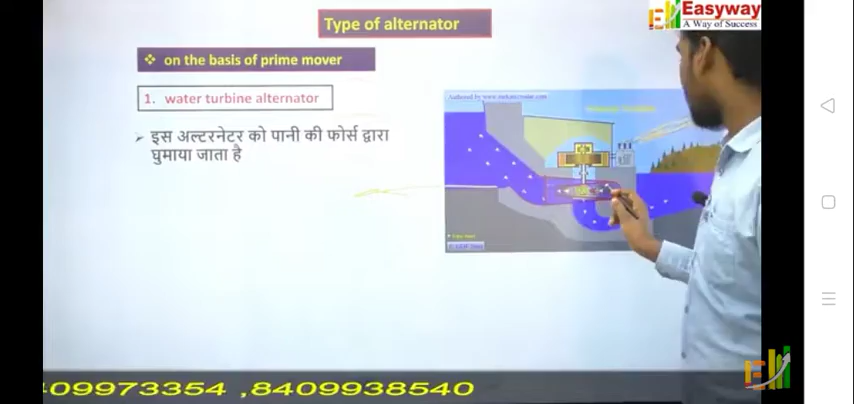 Type of alternator
Easyway
A Way of Success
❖ on the basis of prime mover
1. water turbine alternator
➢ इस अल्टरनेटर को पानी की फोर्स द्वारा
घुमाया जाता है
09973354 ,8409938540